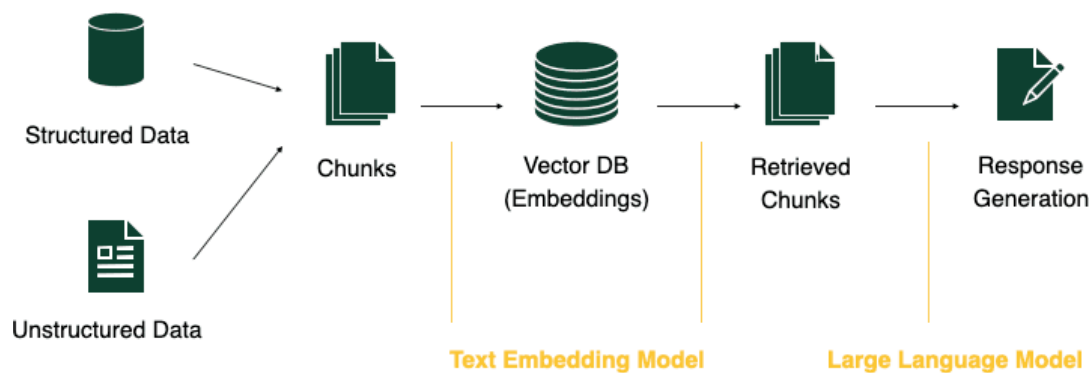 Structured Data
Unstructured Data
Chunks
Vector DB
(Embeddings)
Retrieved
Chunks
Response
Generation
Text Embedding Model
Large Language Model